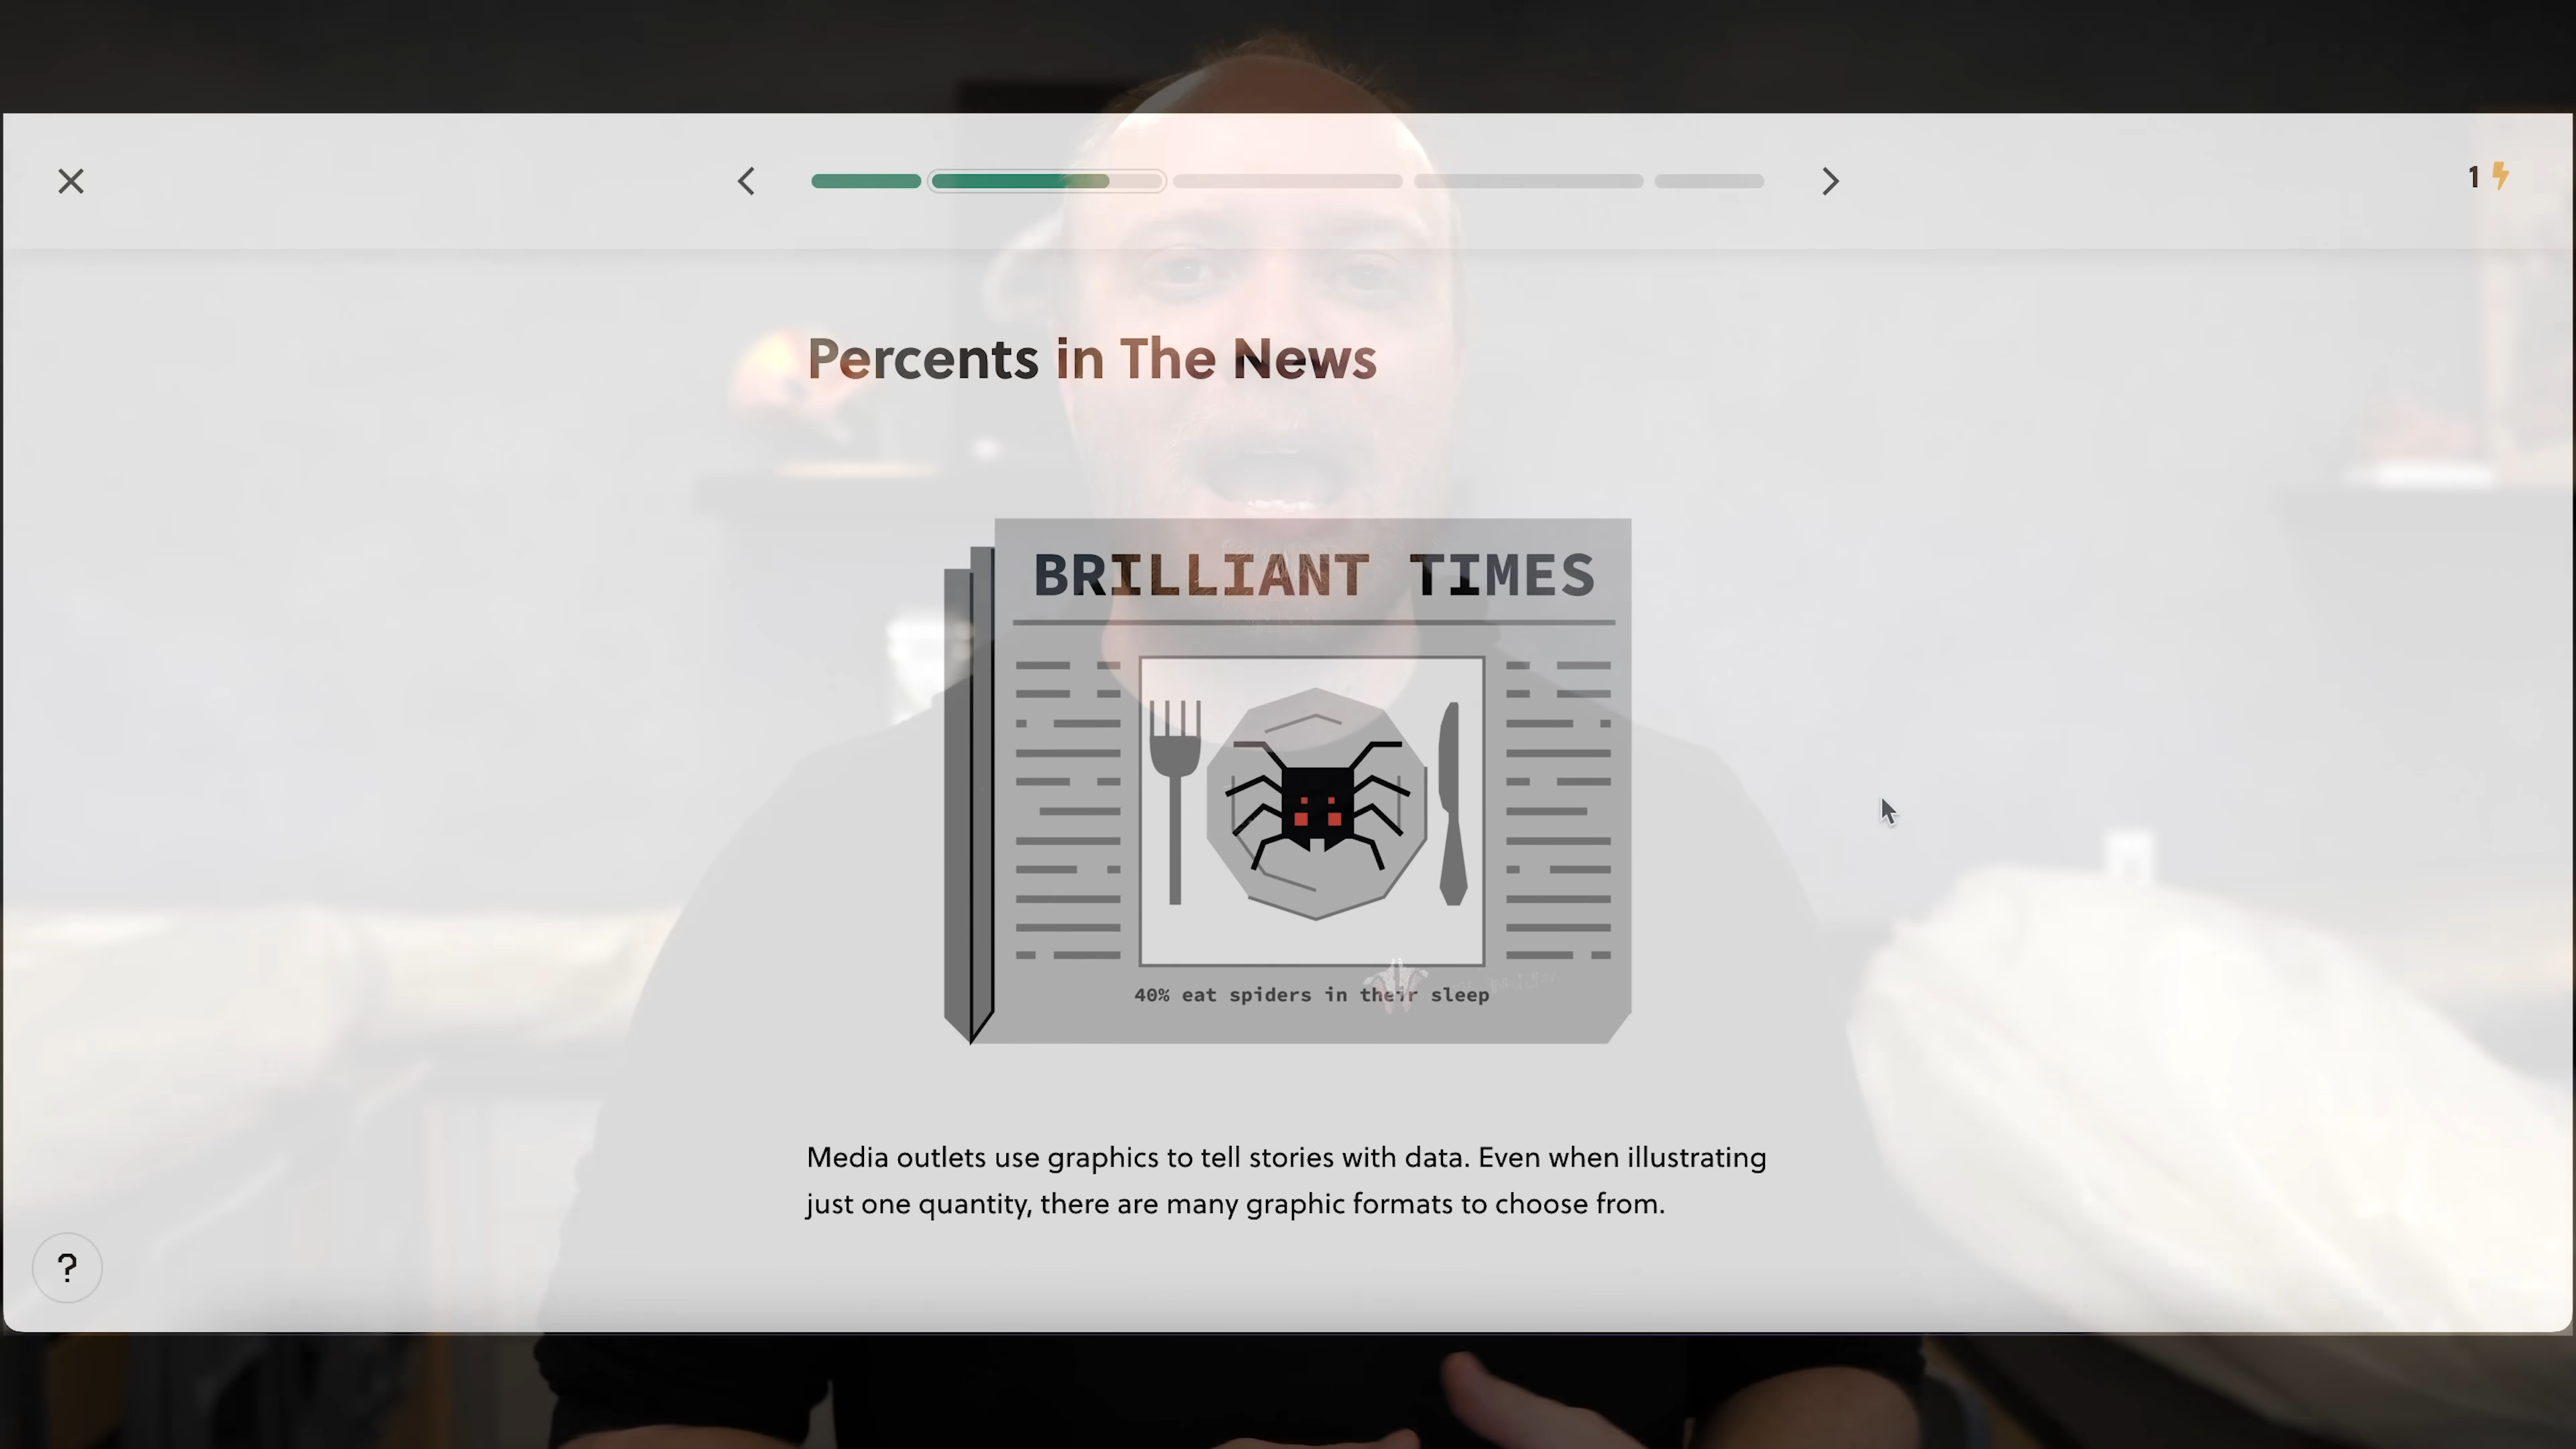 1
Percents in The News
BRILLIANT TIMES
40% eat spiders in their sleep
Media outlets use graphics to tell stories with data. Even when illustrating
just one quantity, there are many graphic formats to choose from.
?